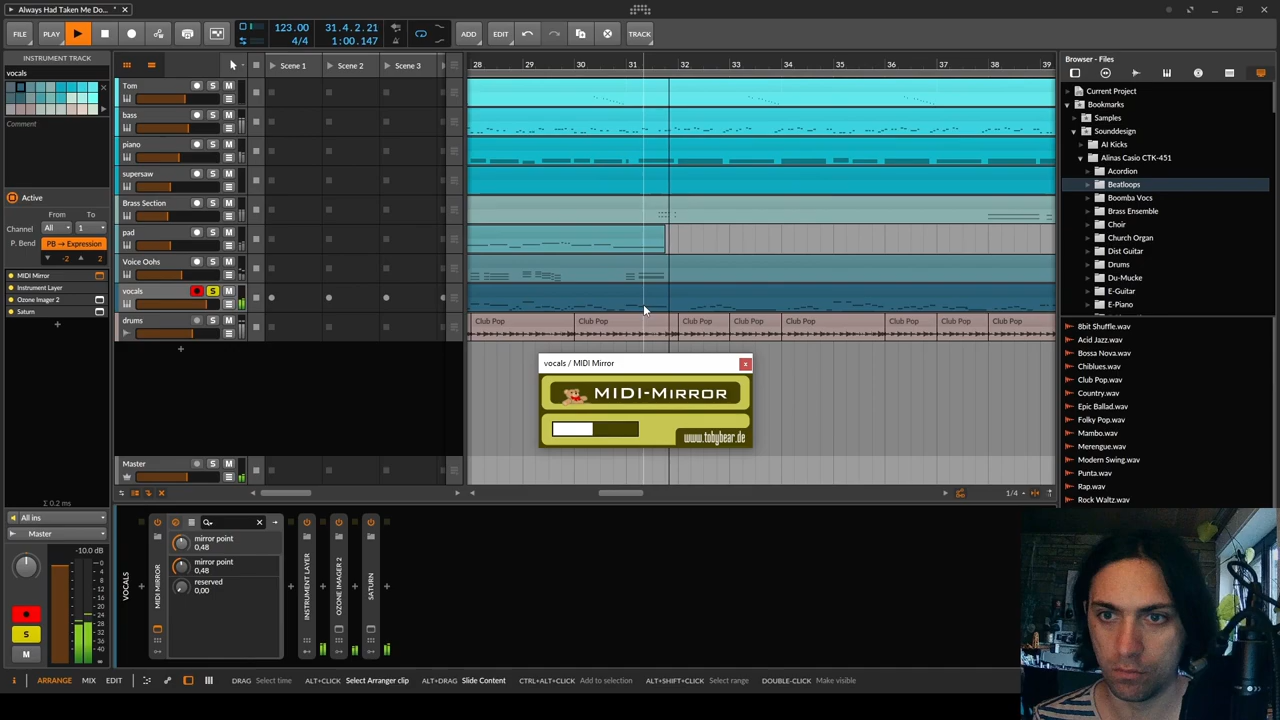 Always Had Taken Me Do... *
FILE
PLAY
123.00
4/4
31.4.2.21
1:00.147
ADD
EDIT
TRACK
INSTRUMENT TRACK
vocals
Comment
Active
From
To
Channel
All
1
P. Bend
PB → Expression
-2
2
MIDI Mirror
Instrument Layer
Ozone Imager 2
Saturn
Σ 0.2 ms
All ins
Master
-10.0 dB
Scene 1
Scene 2
Scene 3
28
29
30
31
32
33
34
35
36
37
38
39
Tom
S
M
bass
S
M
piano
S
M
supersaw
S
M
Brass Section
S
M
pad
S
M
Voice Oohs
S
M
vocals
S
M
drums
S
M
Club Pop
Club Pop
Club Pop
Club Pop
Club Pop
Club Pop
Club Pop
Club Pop
Master
S
M
1/4
vocals / MIDI Mirror
x
MIDI-Mirror
www.tobybear.de
Browser - Files
Current Project
Bookmarks
Samples
Sounddesign
AI Kicks
Alinas Casio CTK-451
Acordion
Beatloops
Boomba Vocs
Brass Ensemble
Choir
Church Organ
Dist Guitar
Drums
Du-Mucke
E-Guitar
E-Piano
8bit Shuffle.wav
Acid Jazz.wav
Bossa Nova.wav
Chiblues.wav
Club Pop.wav
Country.wav
Epic Ballad.wav
Folky Pop.wav
Mambo.wav
Merengue.wav
Modern Swing.wav
Punta.wav
Rap.wav
Rock Waltz.wav
VOCALS
MIDI MIRROR
mirror point
0,48
mirror point
0,48
reserved
0,00
INSTRUMENT LAYER
OZONE IMAGER 2
SATURN
S
M
ARRANGE
MIX
EDIT
DRAG Select time
ALT+CLICK Select Arranger clip
ALT+DRAG Slide Content
CTRL+ALT+CLICK Add to selection
ALT+SHIFT+CLICK Select range
DOUBLE-CLICK Make visible